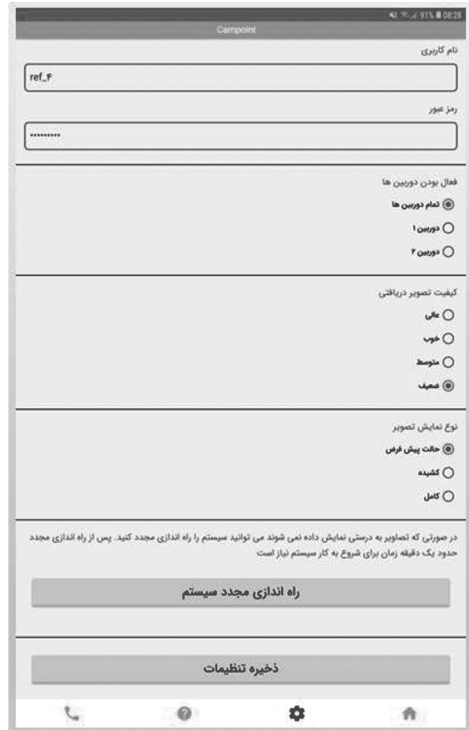 91% 08:28
Campoint
نام کاربری
ref_۴
رمز عبور
•••••••••
فعال بودن دوربین ها
تمام دوربین ها
دوربین ۱
دوربین ۲
کیفیت تصویر دریافتی
عالی
خوب
متوسط
ضعیف
نوع نمایش تصویر
حالت پیش فرض
کشیده
کامل
در صورتی که تصاویر به درستی نمایش داده نمی شوند می توانید سیستم را راه اندازی مجدد کنید. پس از راه اندازی مجدد
حدود یک دقیقه زمان برای شروع به کار سیستم نیاز است
راه اندازی مجدد سیستم
ذخیره تنظیمات